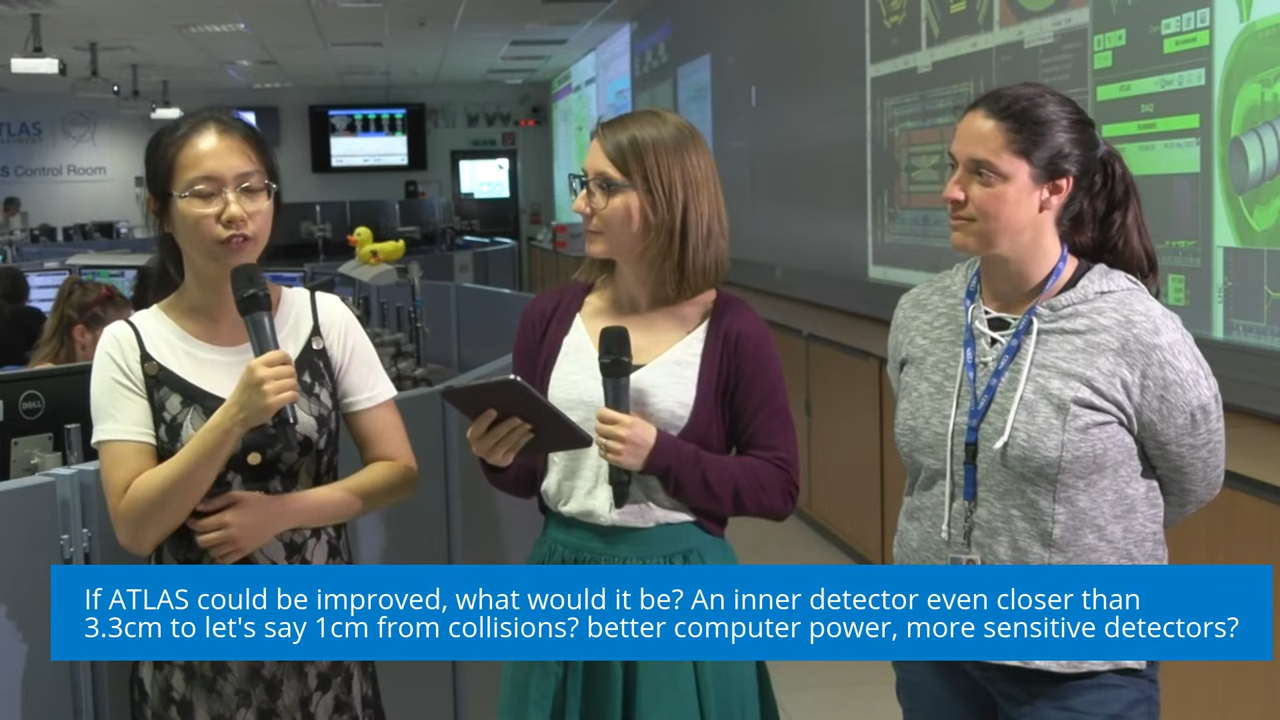 TLAS
S Control Room
DELL
If ATLAS could be improved, what would it be? An inner detector even closer than
3.3cm to let's say 1cm from collisions? better computer power, more sensitive detectors?